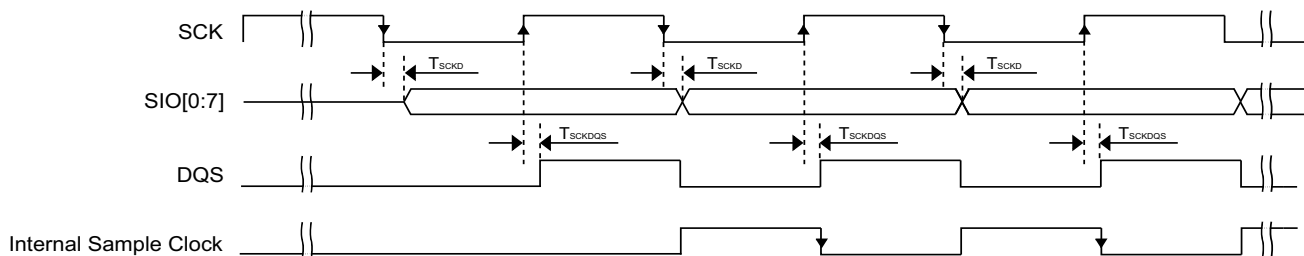 SCK
TSCKD TSCKD TSCKD
SIO[0:7]
TSCKDQS TSCKDQS TSCKDQS
DQS
Internal Sample Clock